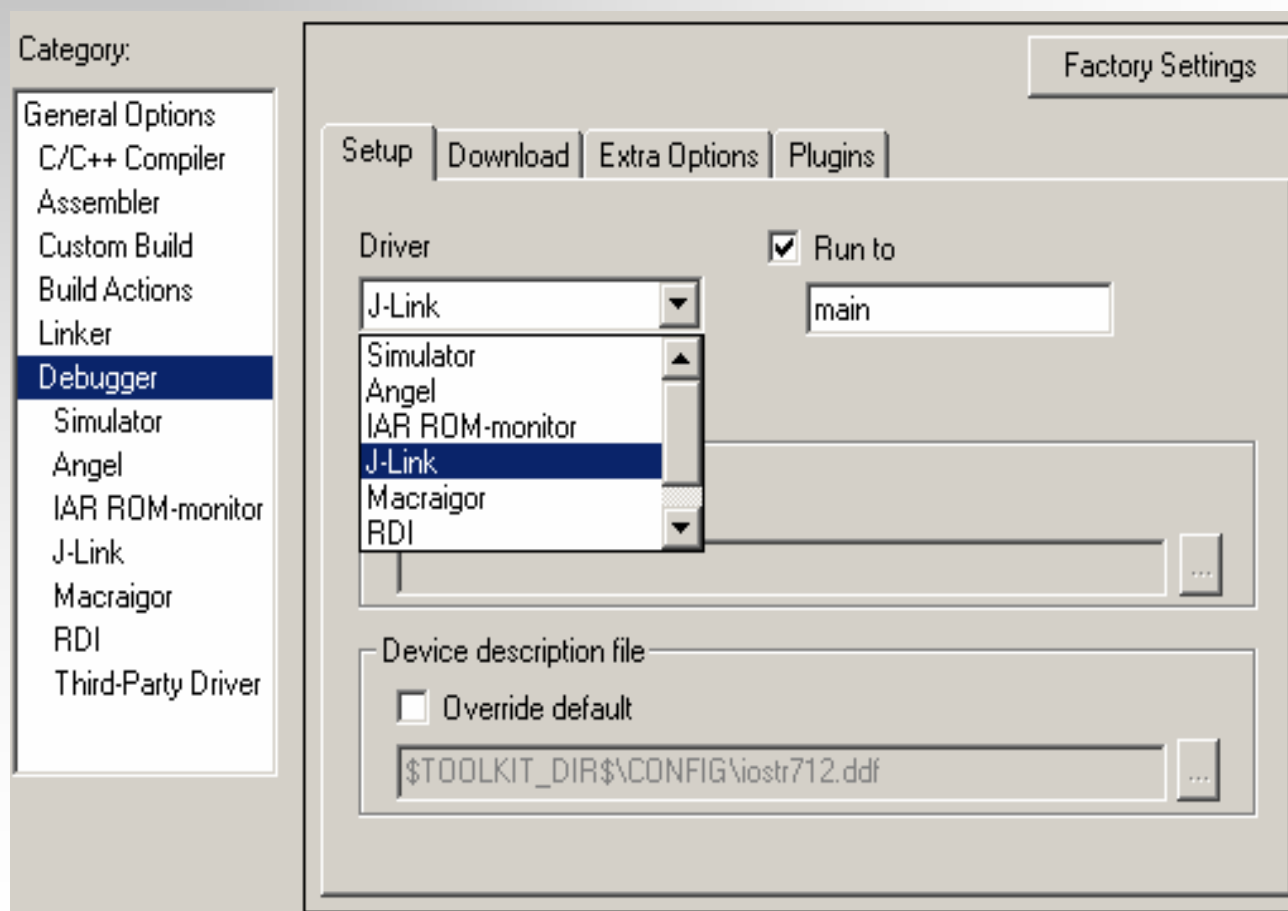 Category:
General Options
C/C++ Compiler
Assembler
Custom Build
Build Actions
Linker
Debugger
Simulator
Angel
IAR ROM-monitor
J-Link
Macraigor
RDI
Third-Party Driver
Factory Settings
Setup
Download
Extra Options
Plugins
Driver
Run to
J-Link
main
Simulator
Angel
IAR ROM-monitor
J-Link
Macraigor
RDI
...
Device description file
Override default
$TOOLKIT_DIR$\CONFIG\iostr712.ddf
...